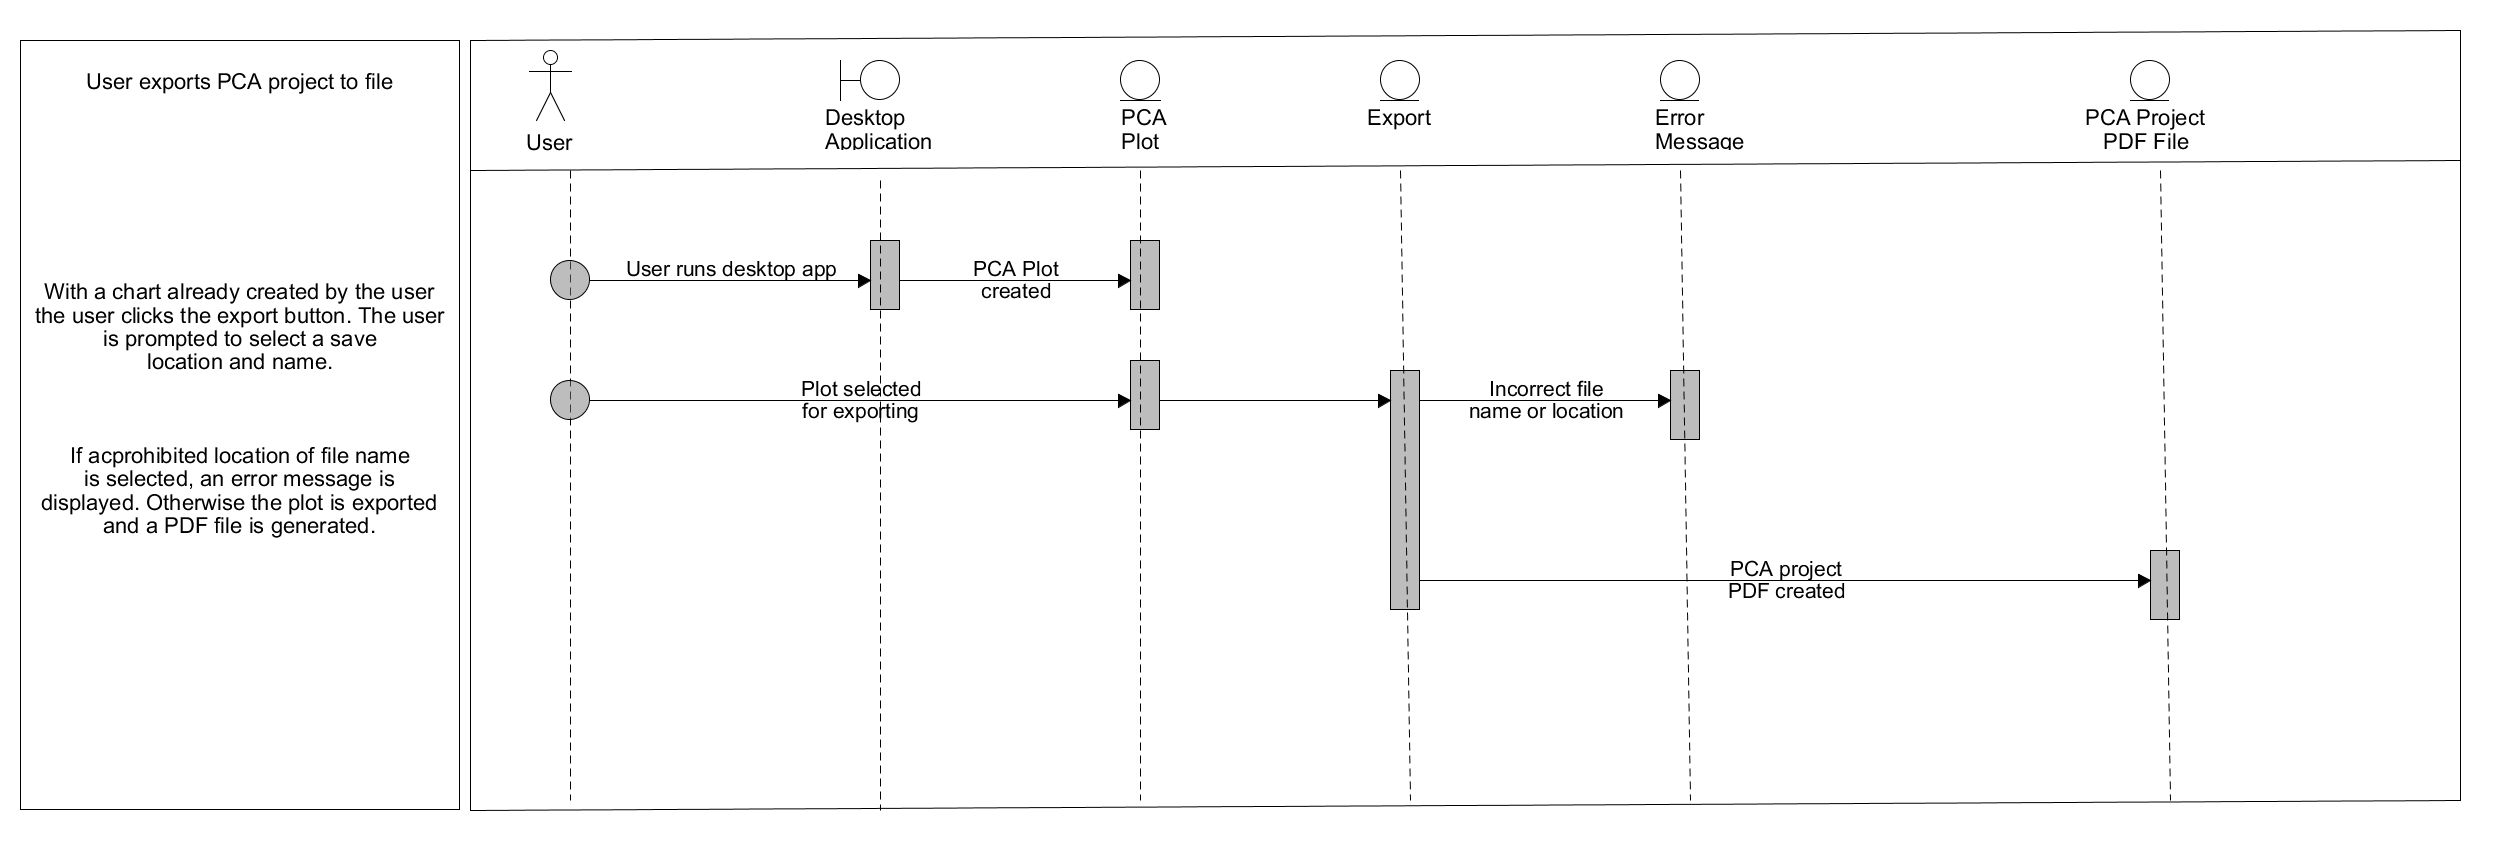 User exports PCA project to file
With a chart already created by the user
the user clicks the export button. The user
is prompted to select a save
location and name.
If acprohibited location of file name
is selected, an error message is
displayed. Otherwise the plot is exported
and a PDF file is generated.
User
Desktop
Application
PCA
Plot
Export
Error
Message
PCA Project
PDF File
User runs desktop app
PCA Plot
created
Plot selected
for exporting
Incorrect file
name or location
PCA project
PDF created